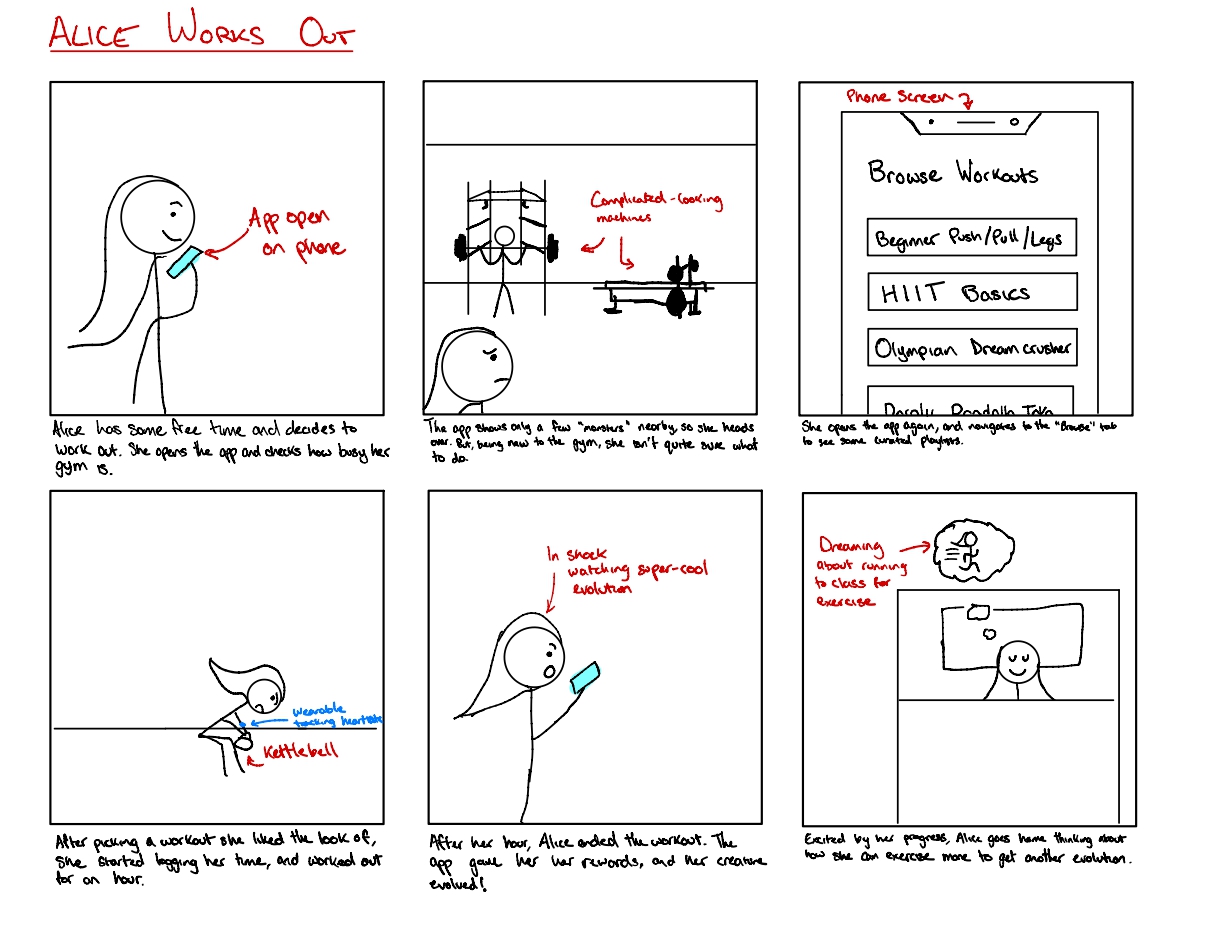 ALICE WORKS OUT
App open
on phone
Alice has some free time and decides to
work out. She opens the app and checks how busy her
gym is.
Complicated-looking
machines
The app shows only a few "monsters" nearby, so she heads
over. But, being new to the gym, she isn't quite sure what
to do.
Phone Screen
Browse Workouts
Beginner Push/Pull/Legs
HIIT Basics
Olympian Dreamcrusher
She opens the app again, and navigates to the "Browse" tab
to see some curated playlists.
Wearable
tracking heartrate
Kettlebell
After picking a workout she liked the look of,
she started logging her time, and worked out
for an hour.
In shock
watching super-cool
evolution
After her hour, Alice ended the workout. The
app gave her her rewards, and her creature
evolved!
Dreaming
about running
to class for
exercise
Excited by her progress, Alice goes home thinking about
how she can exercise more to get another evolution.